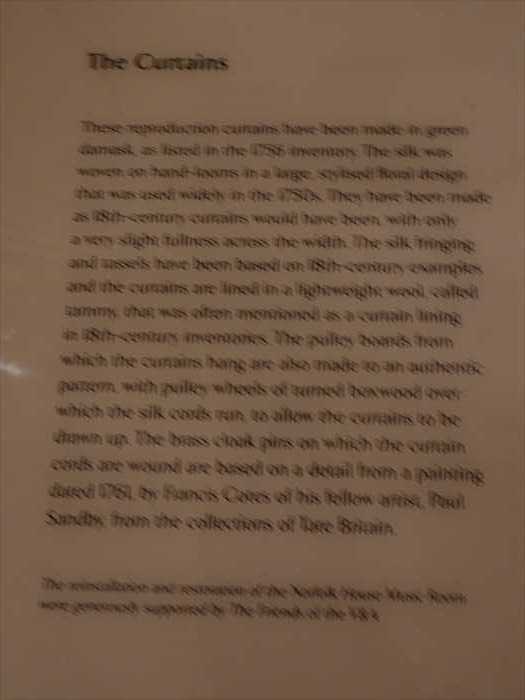 The Curtains
These reproduction curtains have been made in green
damask, as listed in the 1756 inventory. The silk was
woven on hand-looms in a large, stylised floral design
that was used widely in the 1750s. They have been made
as 18th-century curtains would have been, with only
a very slight fullness across the width. The silk fringing
and tassels have been based on 18th-century examples
and the curtains are lined in a lightweight wool, called
tammy, that was often mentioned as a curtain lining
in 18th-century inventories. The pulley boards from
which the curtains hang are also made to an authentic
pattern, with pulley wheels of turned boxwood over
which the silk cords run, to allow the curtains to be
drawn up. The brass cloak pins on which the curtain
cords are wound are based on a detail from a painting
dated 1761, by Francis Cotes of his fellow artist, Paul
Sandby, from the collections of Tate Britain.
The reinstallation and restoration of the Norfolk House Music Room
were generously supported by The Friends of the V&A